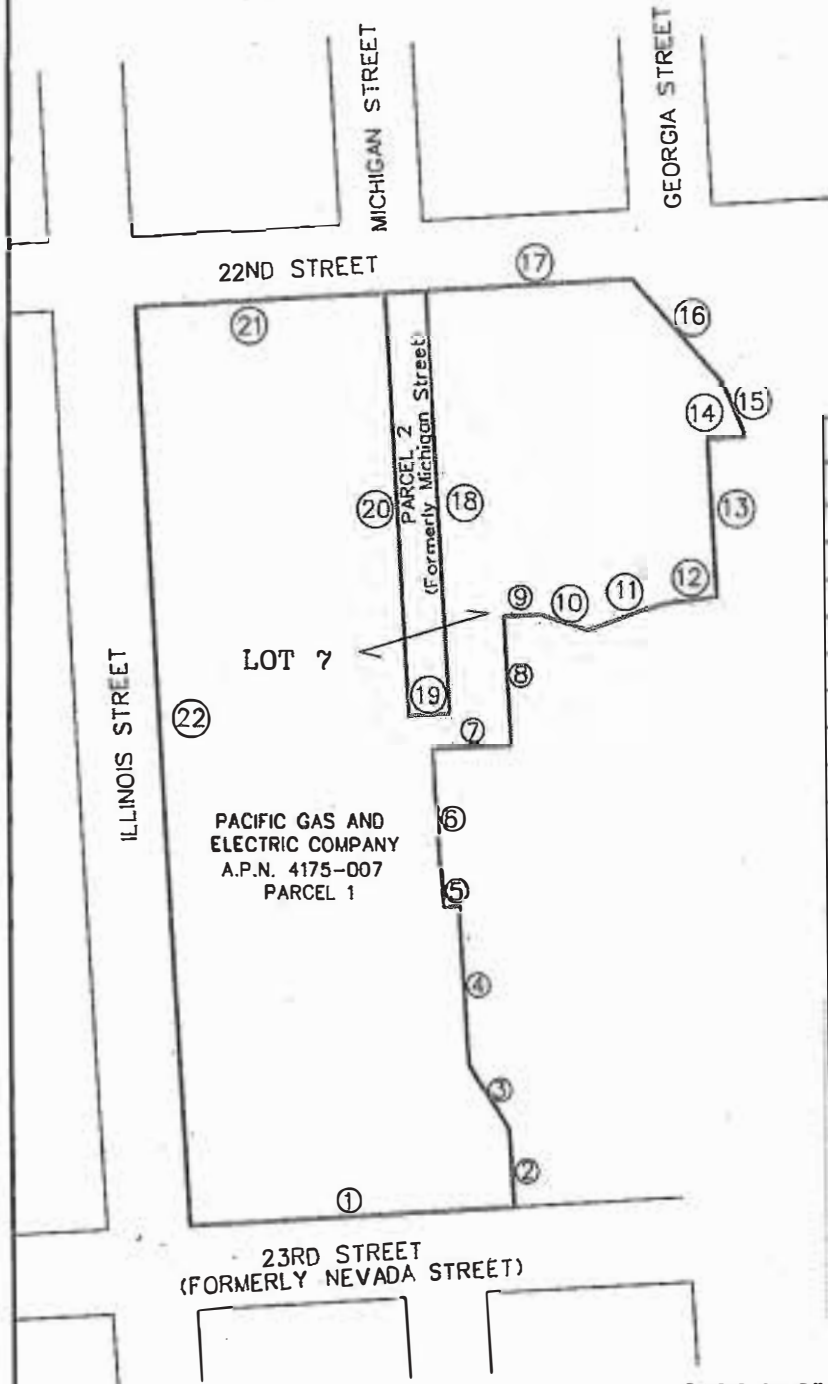 MICHIGAN STREET
GEORGIA STREET
22ND STREET
17
21
16
15
14
PARCEL 2
(Formerly Michigan Street)
20
18
13
12
11
9
10
LOT 7
8
19
7
ILLINOIS STREET
22
6
PACIFIC GAS AND
ELECTRIC COMPANY
A.P.N. 4175-007
PARCEL 1
5
4
3
2
1
23RD STREET
(FORMERLY NEVADA STREET)